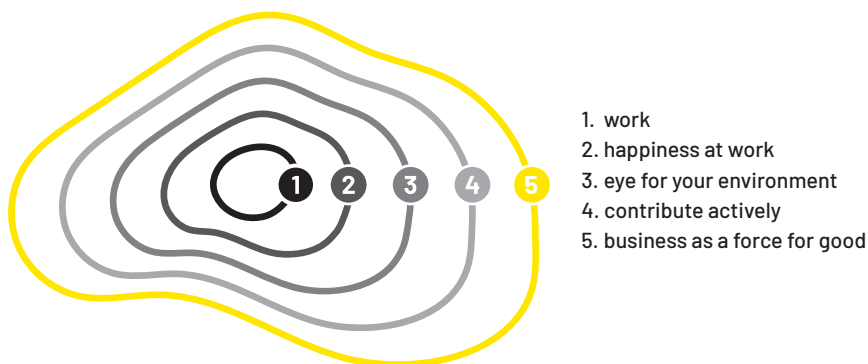 1 2 3 4 5
1. work
2. happiness at work
3. eye for your environment
4. contribute actively
5. business as a force for good